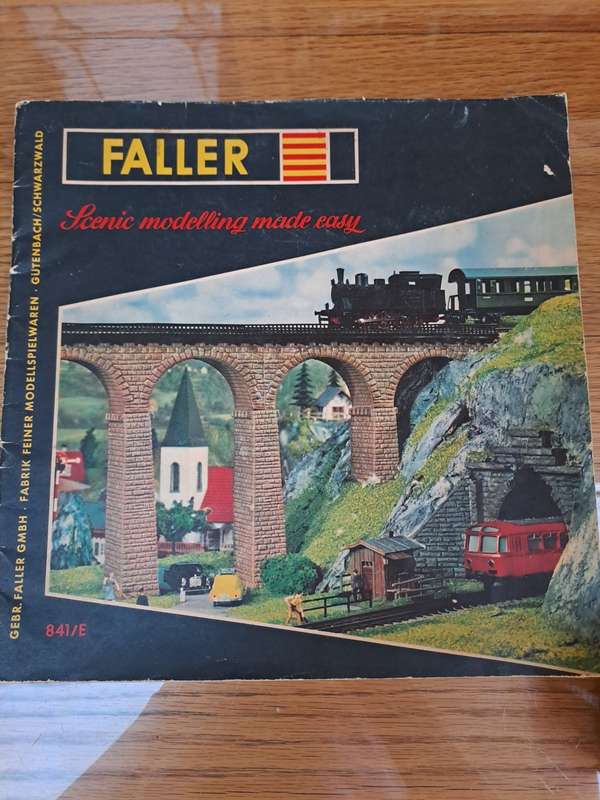 FALLER
Scenic modelling made easy
GEBR. FALLER GMBH · FABRIK FEINER MODELLSPIELWAREN · GÜTENBACH/SCHWARZWALD
841/E